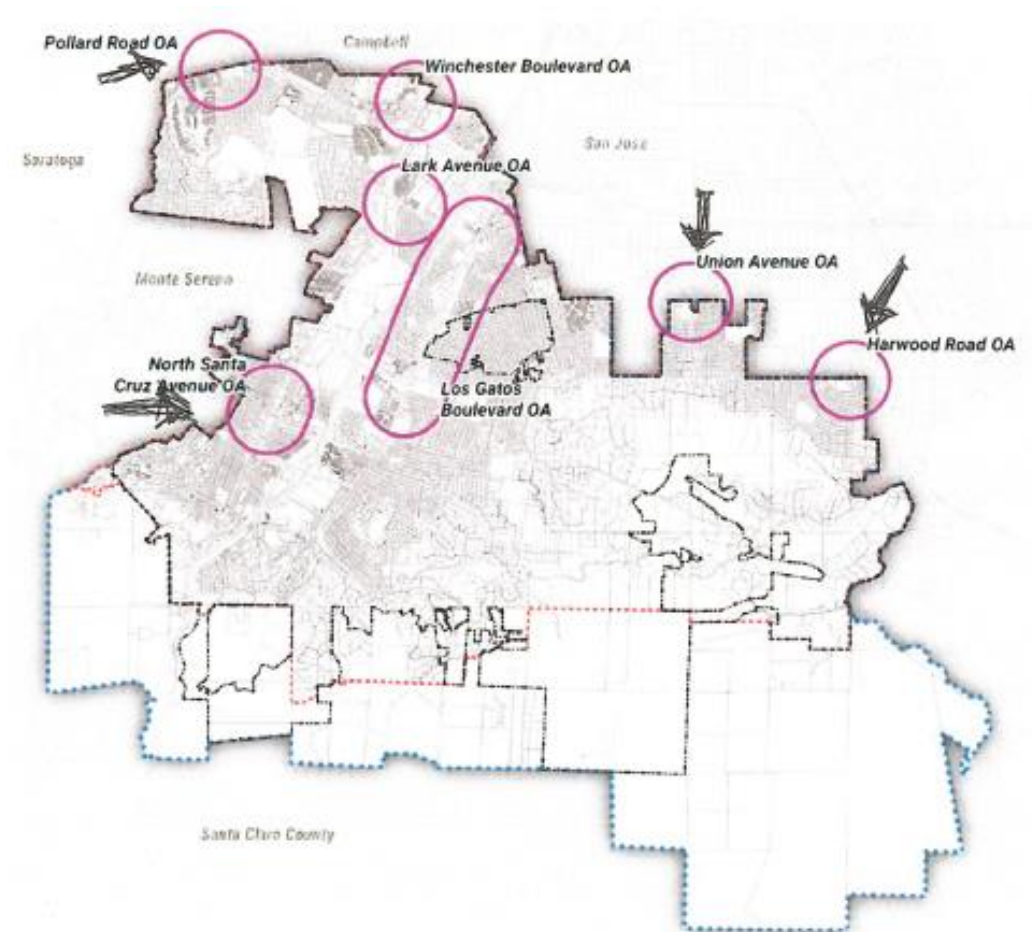 Pollard Road OA
Campbell
Winchester Boulevard OA
San Jose
Saratoga
Lark Avenue OA
Monte Sereno
Union Avenue OA
Harwood Road OA
North Santa
Cruz Avenue OA
Los Gatos
Boulevard OA
Santa Clara County